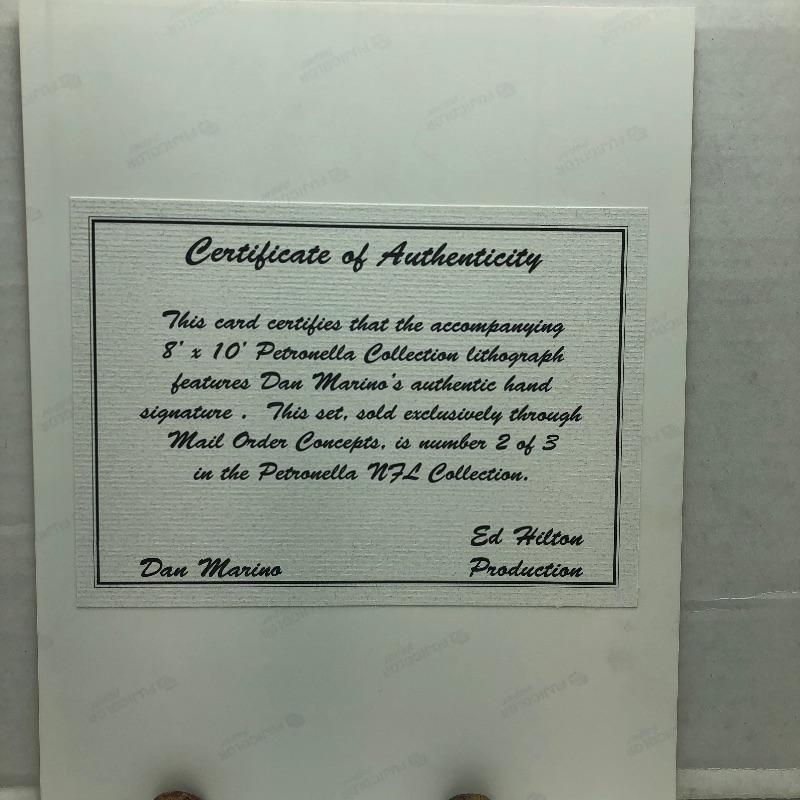 Certificate of Authenticity
This card certifies that the accompanying
8' x 10' Petronella Collection lithograph
features Dan Marino's authentic hand
signature . This set, sold exclusively through
Mail Order Concepts, is number 2 of 3
in the Petronella NFL Collection.
Ed Hilton
Dan Marino Production